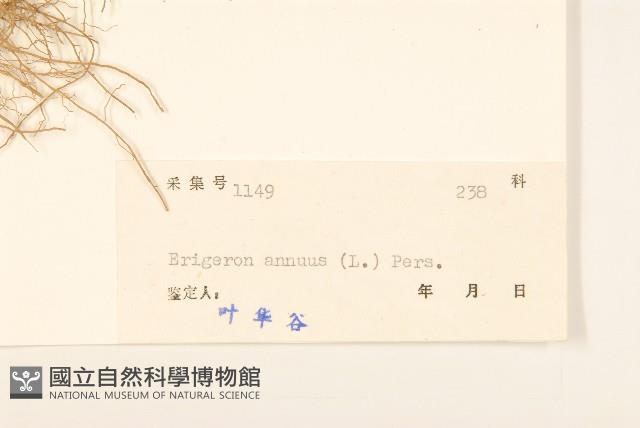 采集号 1149 238 科
Erigeron annuus (L.) Pers.
鉴定人: 年 月 日
叶华谷
國立自然科學博物館
NATIONAL MUSEUM OF NATURAL SCIENCE